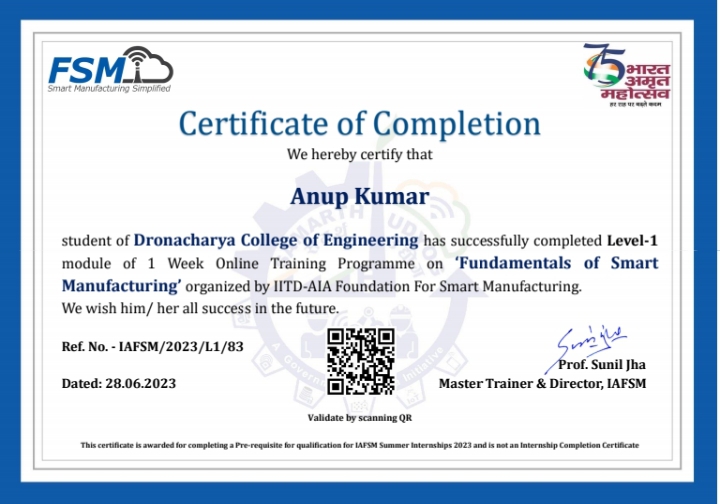 FSM
Smart Manufacturing Simplified
75
भारत
अमृत
महोत्सव
हर घर पर बढ़ते कदम
Certificate of Completion
We hereby certify that
Anup Kumar
student of Dronacharya College of Engineering has successfully completed Level-1
module of 1 Week Online Training Programme on 'Fundamentals of Smart
Manufacturing' organized by IITD-AIA Foundation For Smart Manufacturing.
We wish him/ her all success in the future.
Ref. No. - IAFSM/2023/L1/83
Dated: 28.06.2023
Prof. Sunil Jha
Master Trainer & Director, IAFSM
Validate by scanning QR
This certificate is awarded for completing a Pre-requisite for qualification for IAFSM Summer Internships 2023 and is not an Internship Completion Certificate